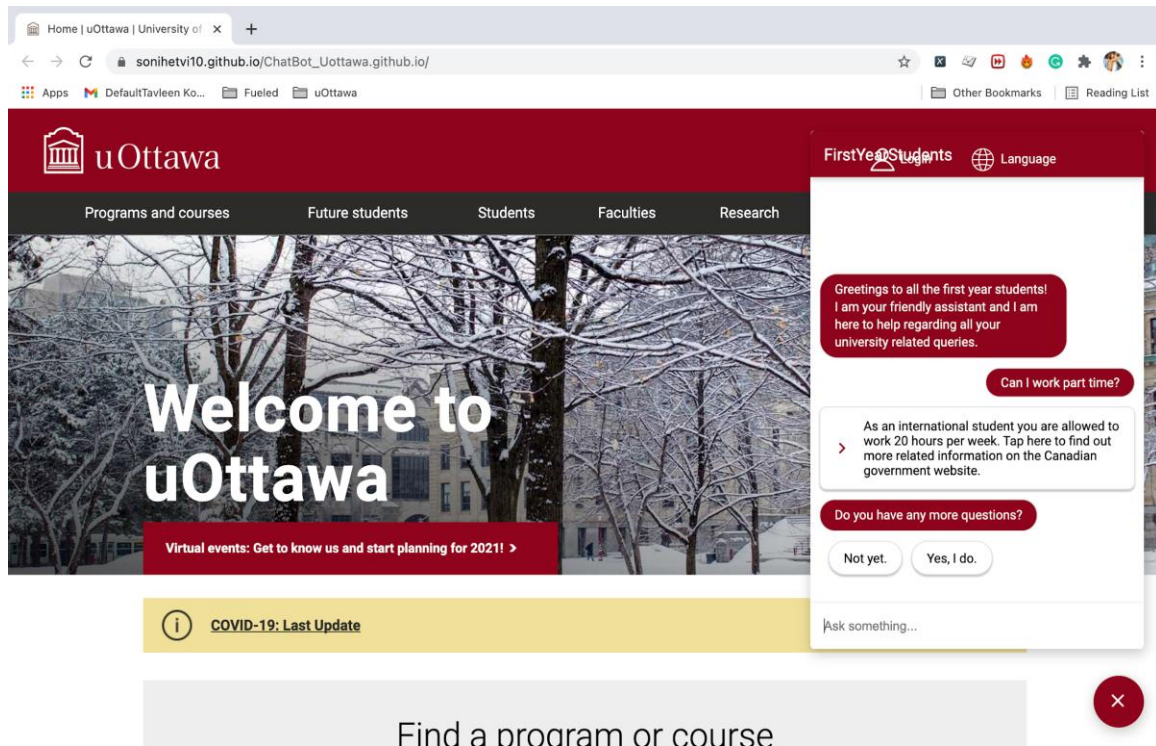 Home | uOttawa | University of
sonihetvi10.github.io/ChatBot_Uottawa.github.io/
Apps
DefaultTavleen Ko...
Fueled
uOttawa
Other Bookmarks
Reading List
uOttawa
Programs and courses
Future students
Students
Faculties
Research
Welcome to
uOttawa
Virtual events: Get to know us and start planning for 2021! >
COVID-19: Last Update
Find a program or course
FirstYearStudents
Login
Language
Greetings to all the first year students!
I am your friendly assistant and I am
here to help regarding all your
university related queries.
Can I work part time?
As an international student you are allowed to
work 20 hours per week. Tap here to find out
more related information on the Canadian
government website.
Do you have any more questions?
Not yet.
Yes, I do.
Ask something...